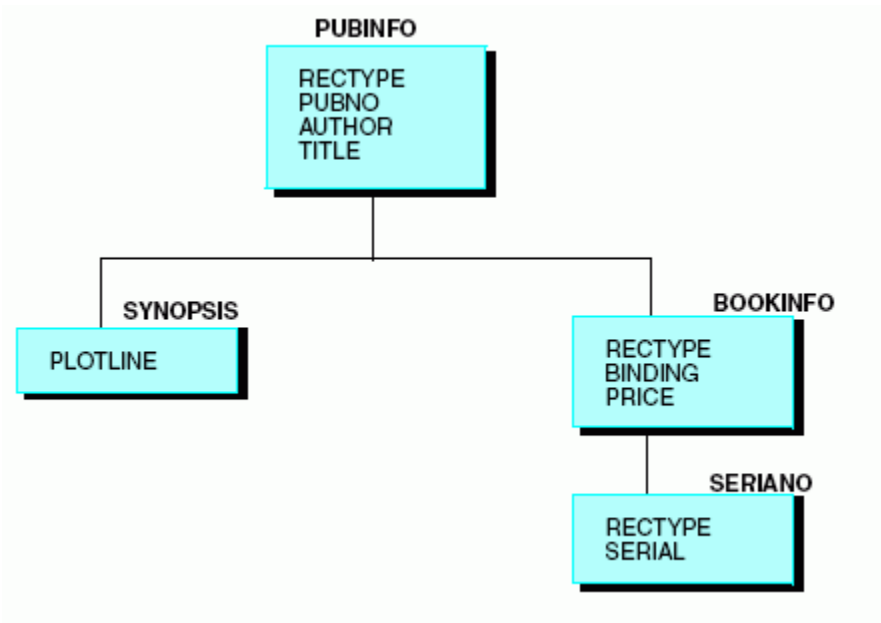 PUBINFO
RECTYPE
PUBNO
AUTHOR
TITLE
SYNOPSIS
PLOTLINE
BOOKINFO
RECTYPE
BINDING
PRICE
SERIANO
RECTYPE
SERIAL